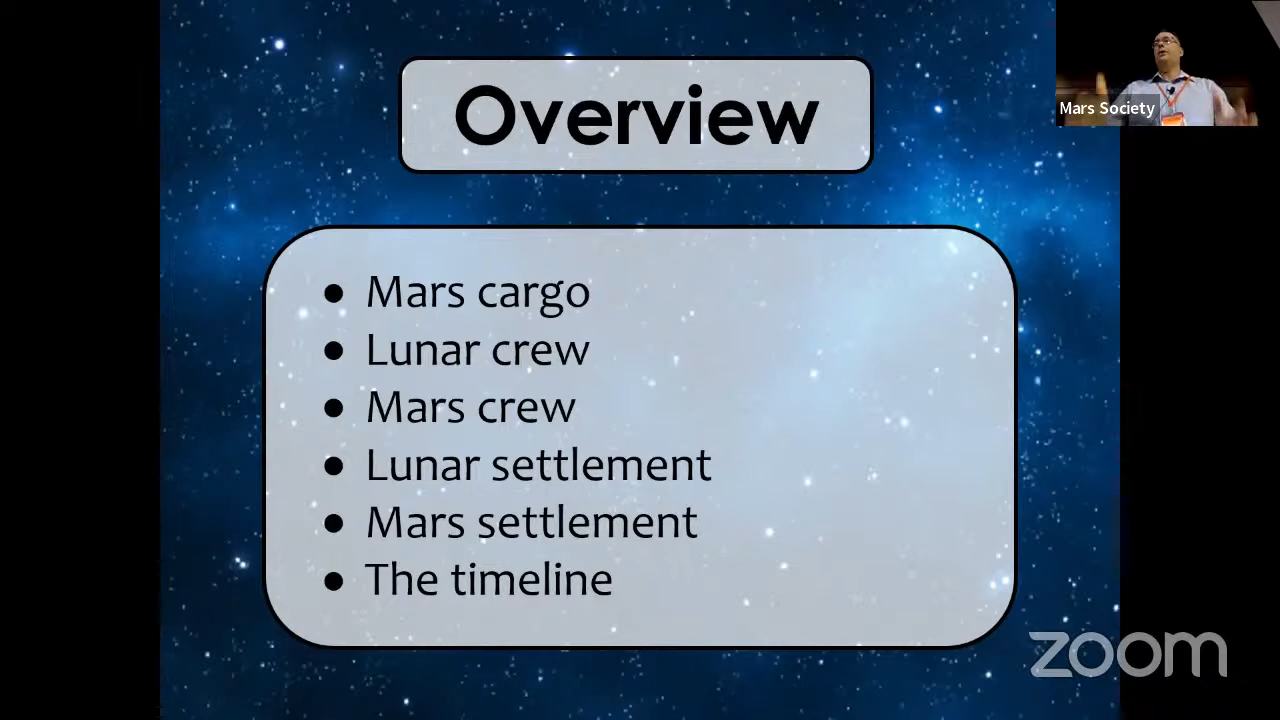 Overview
Mars Society
• Mars cargo
• Lunar crew
• Mars crew
• Lunar settlement
• Mars settlement
• The timeline
zoom